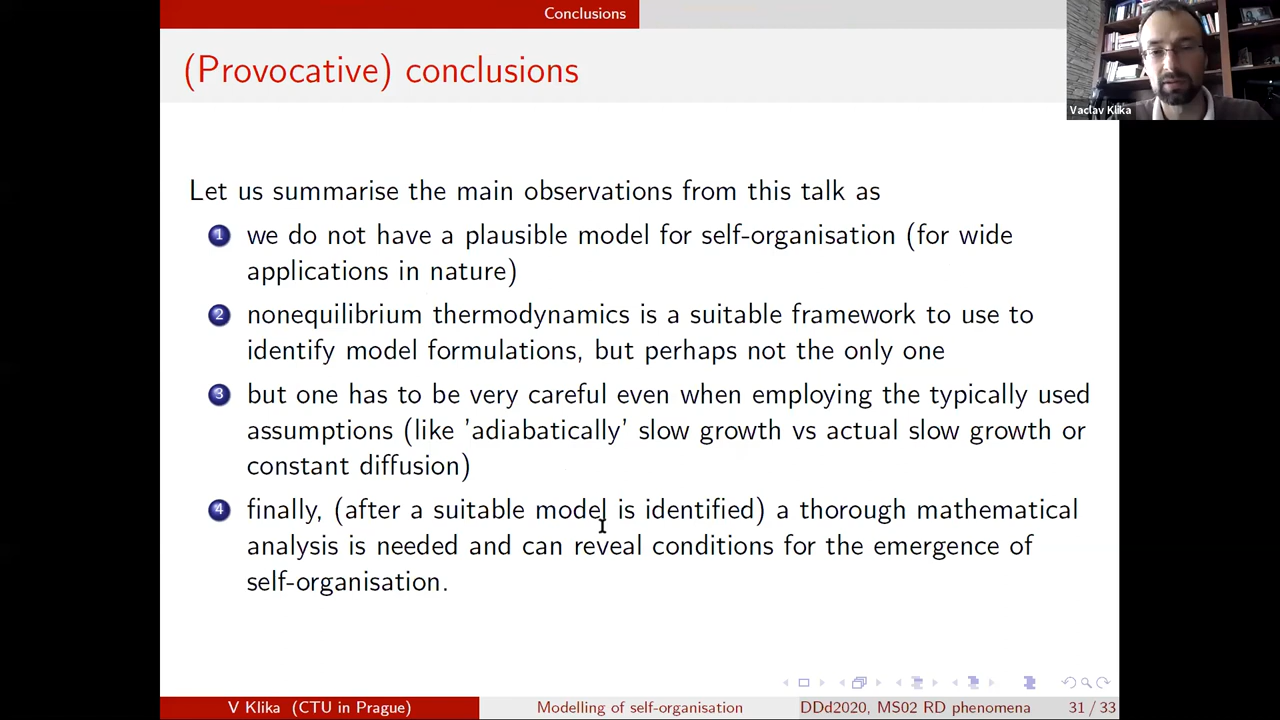 Conclusions
(Provocative) conclusions
Vaclav Klika
Let us summarise the main observations from this talk as
1 we do not have a plausible model for self-organisation (for wide
applications in nature)
2 nonequilibrium thermodynamics is a suitable framework to use to
identify model formulations, but perhaps not the only one
3 but one has to be very careful even when employing the typically used
assumptions (like 'adiabatically' slow growth vs actual slow growth or
constant diffusion)
4 finally, (after a suitable model is identified) a thorough mathematical
analysis is needed and can reveal conditions for the emergence of
self-organisation.
V Klika (CTU in Prague) Modelling of self-organisation DDd2020, MS02 RD phenomena 31 / 33